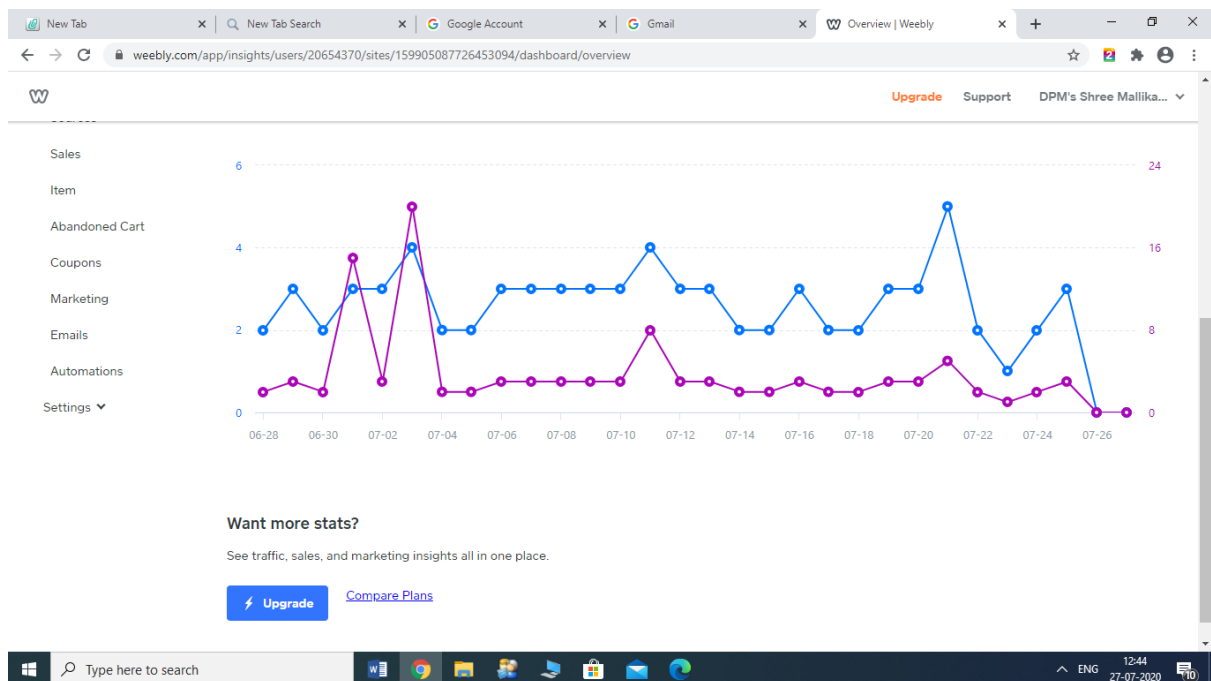 New Tab
New Tab Search
Google Account
Gmail
Overview | Weebly
weebly.com/app/insights/users/20654370/sites/159905087726453094/dashboard/overview
Upgrade Support DPM's Shree Mallika...
Sales
Item
Abandoned Cart
Coupons
Marketing
Emails
Automations
Settings
6 24
4 16
2 8
0 0
06-28 06-30 07-02 07-04 07-06 07-08 07-10 07-12 07-14 07-16 07-18 07-20 07-22 07-24 07-26
Want more stats?
See traffic, sales, and marketing insights all in one place.
Upgrade Compare Plans
Type here to search
ENG
12:44
27-07-2020
10